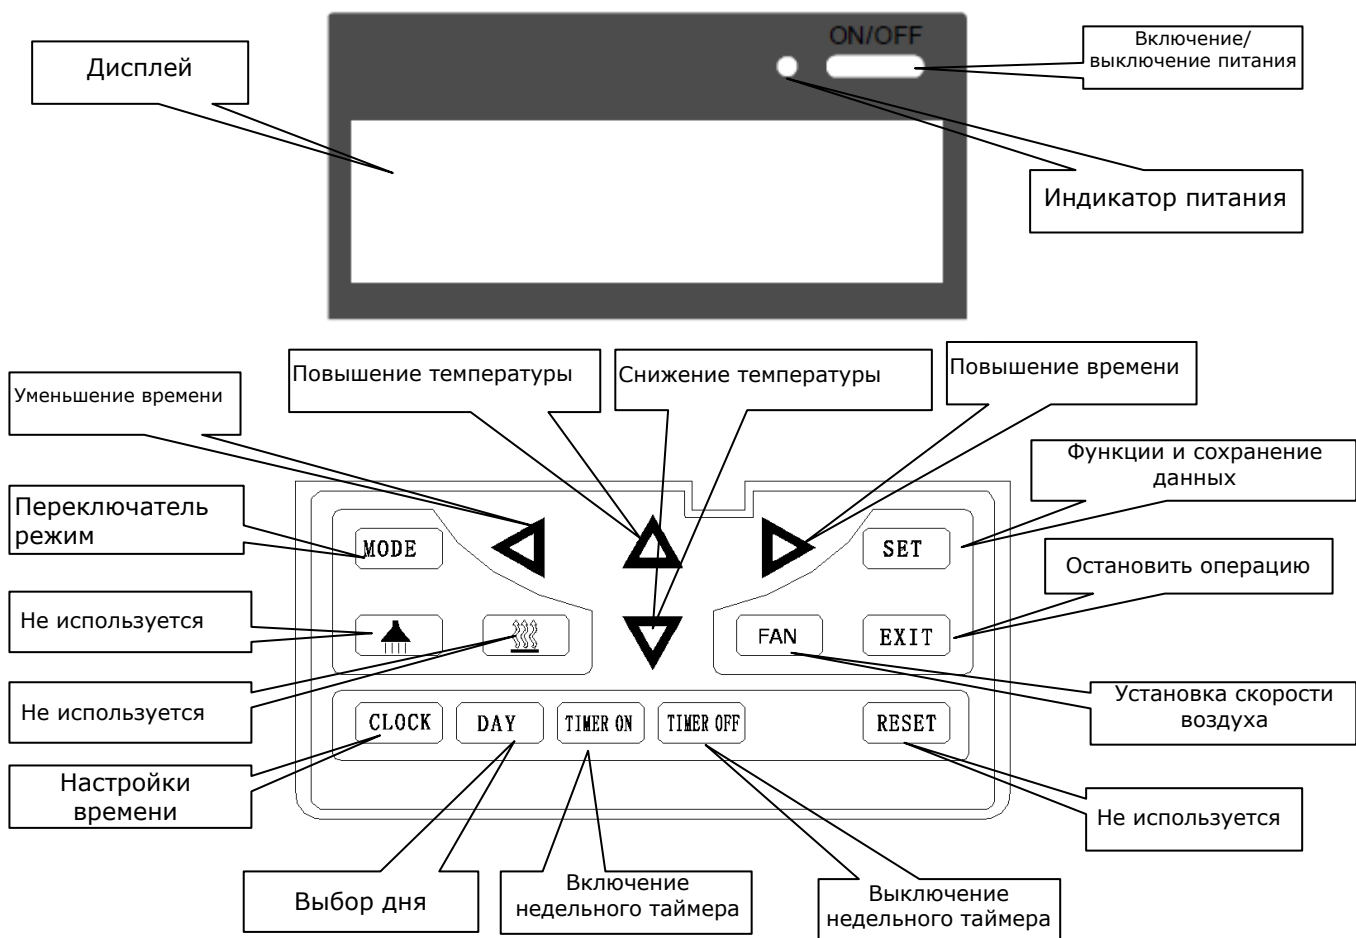 ON/OFF
Дисплей
Включение/
выключение питания
Индикатор питания
Повышение температуры
Снижение температуры
Повышение времени
Уменьшение времени
Функции и сохранение
данных
Переключатель
режим
MODE
SET
Остановить операцию
Не используется
FAN
EXIT
Не используется
Установка скорости
воздуха
CLOCK
DAY
TIMER ON
TIMER OFF
RESET
Настройки
времени
Не используется
Выбор дня
Включение
недельного таймера
Выключение
недельного таймера